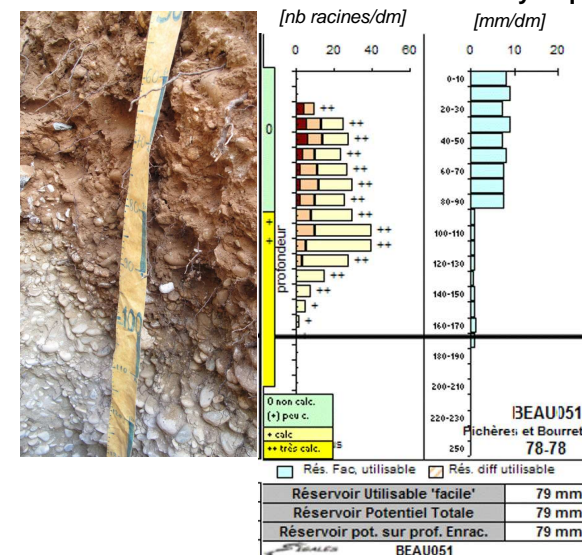 [nb racines/dm] [mm/dm]
0 20 40 60 0 10 20
0-10
++
20-30
++
0
++
40-50
++
++
60-70
++
++
80-90
++
+
++
100-110
+
++
profondeur
++
120-130
++
++
140-150
+
+
160-170
180-190
200-210
0 non calc.
(+) peu c.
220-230
BEAU051
Pichères et Bourret
+ calc
++ très calc.
250
78-78
Rés. Fac, utilisable Rés. diff utilisable
Réservoir Utilisable 'facile' 79 mm
Réservoir Potentiel Totale 79 mm
Réservoir pot. sur prof. Enrac. 79 mm
SIGALES BEAU051